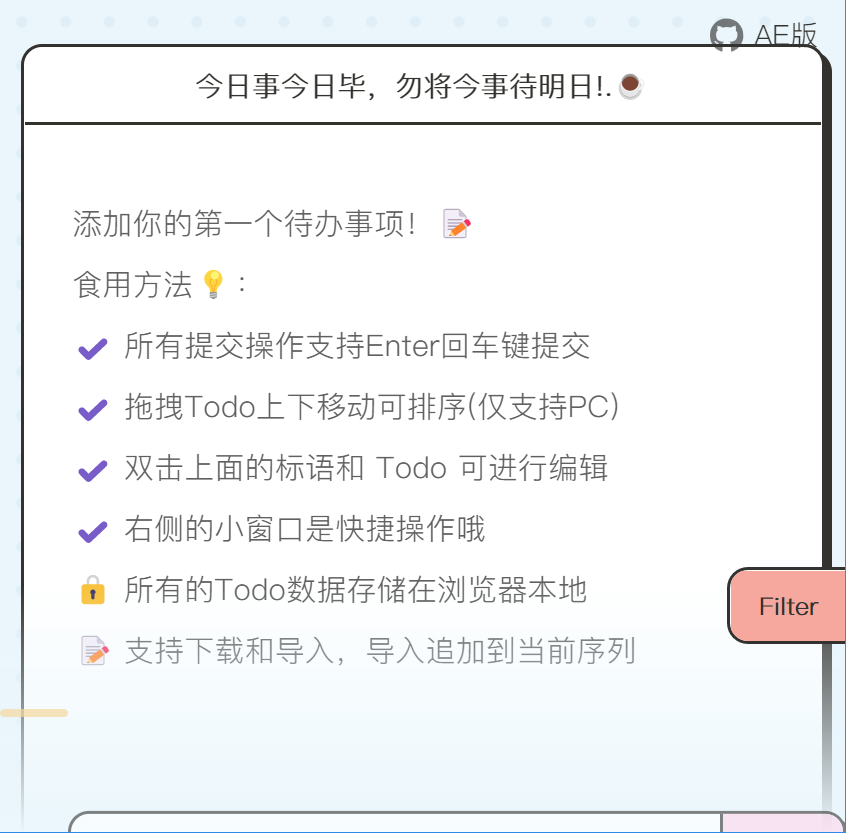 AE版
今日事今日毕，勿将今事待明日!.☕
添加你的第一个待办事项！📝
食用方法💡：
✔ 所有提交操作支持Enter回车键提交
✔ 拖拽Todo上下移动可排序(仅支持PC)
✔ 双击上面的标语和 Todo 可进行编辑
✔ 右侧的小窗口是快捷操作哦
🔒 所有的Todo数据存储在浏览器本地
Filter
📝 支持下载和导入，导入追加到当前序列